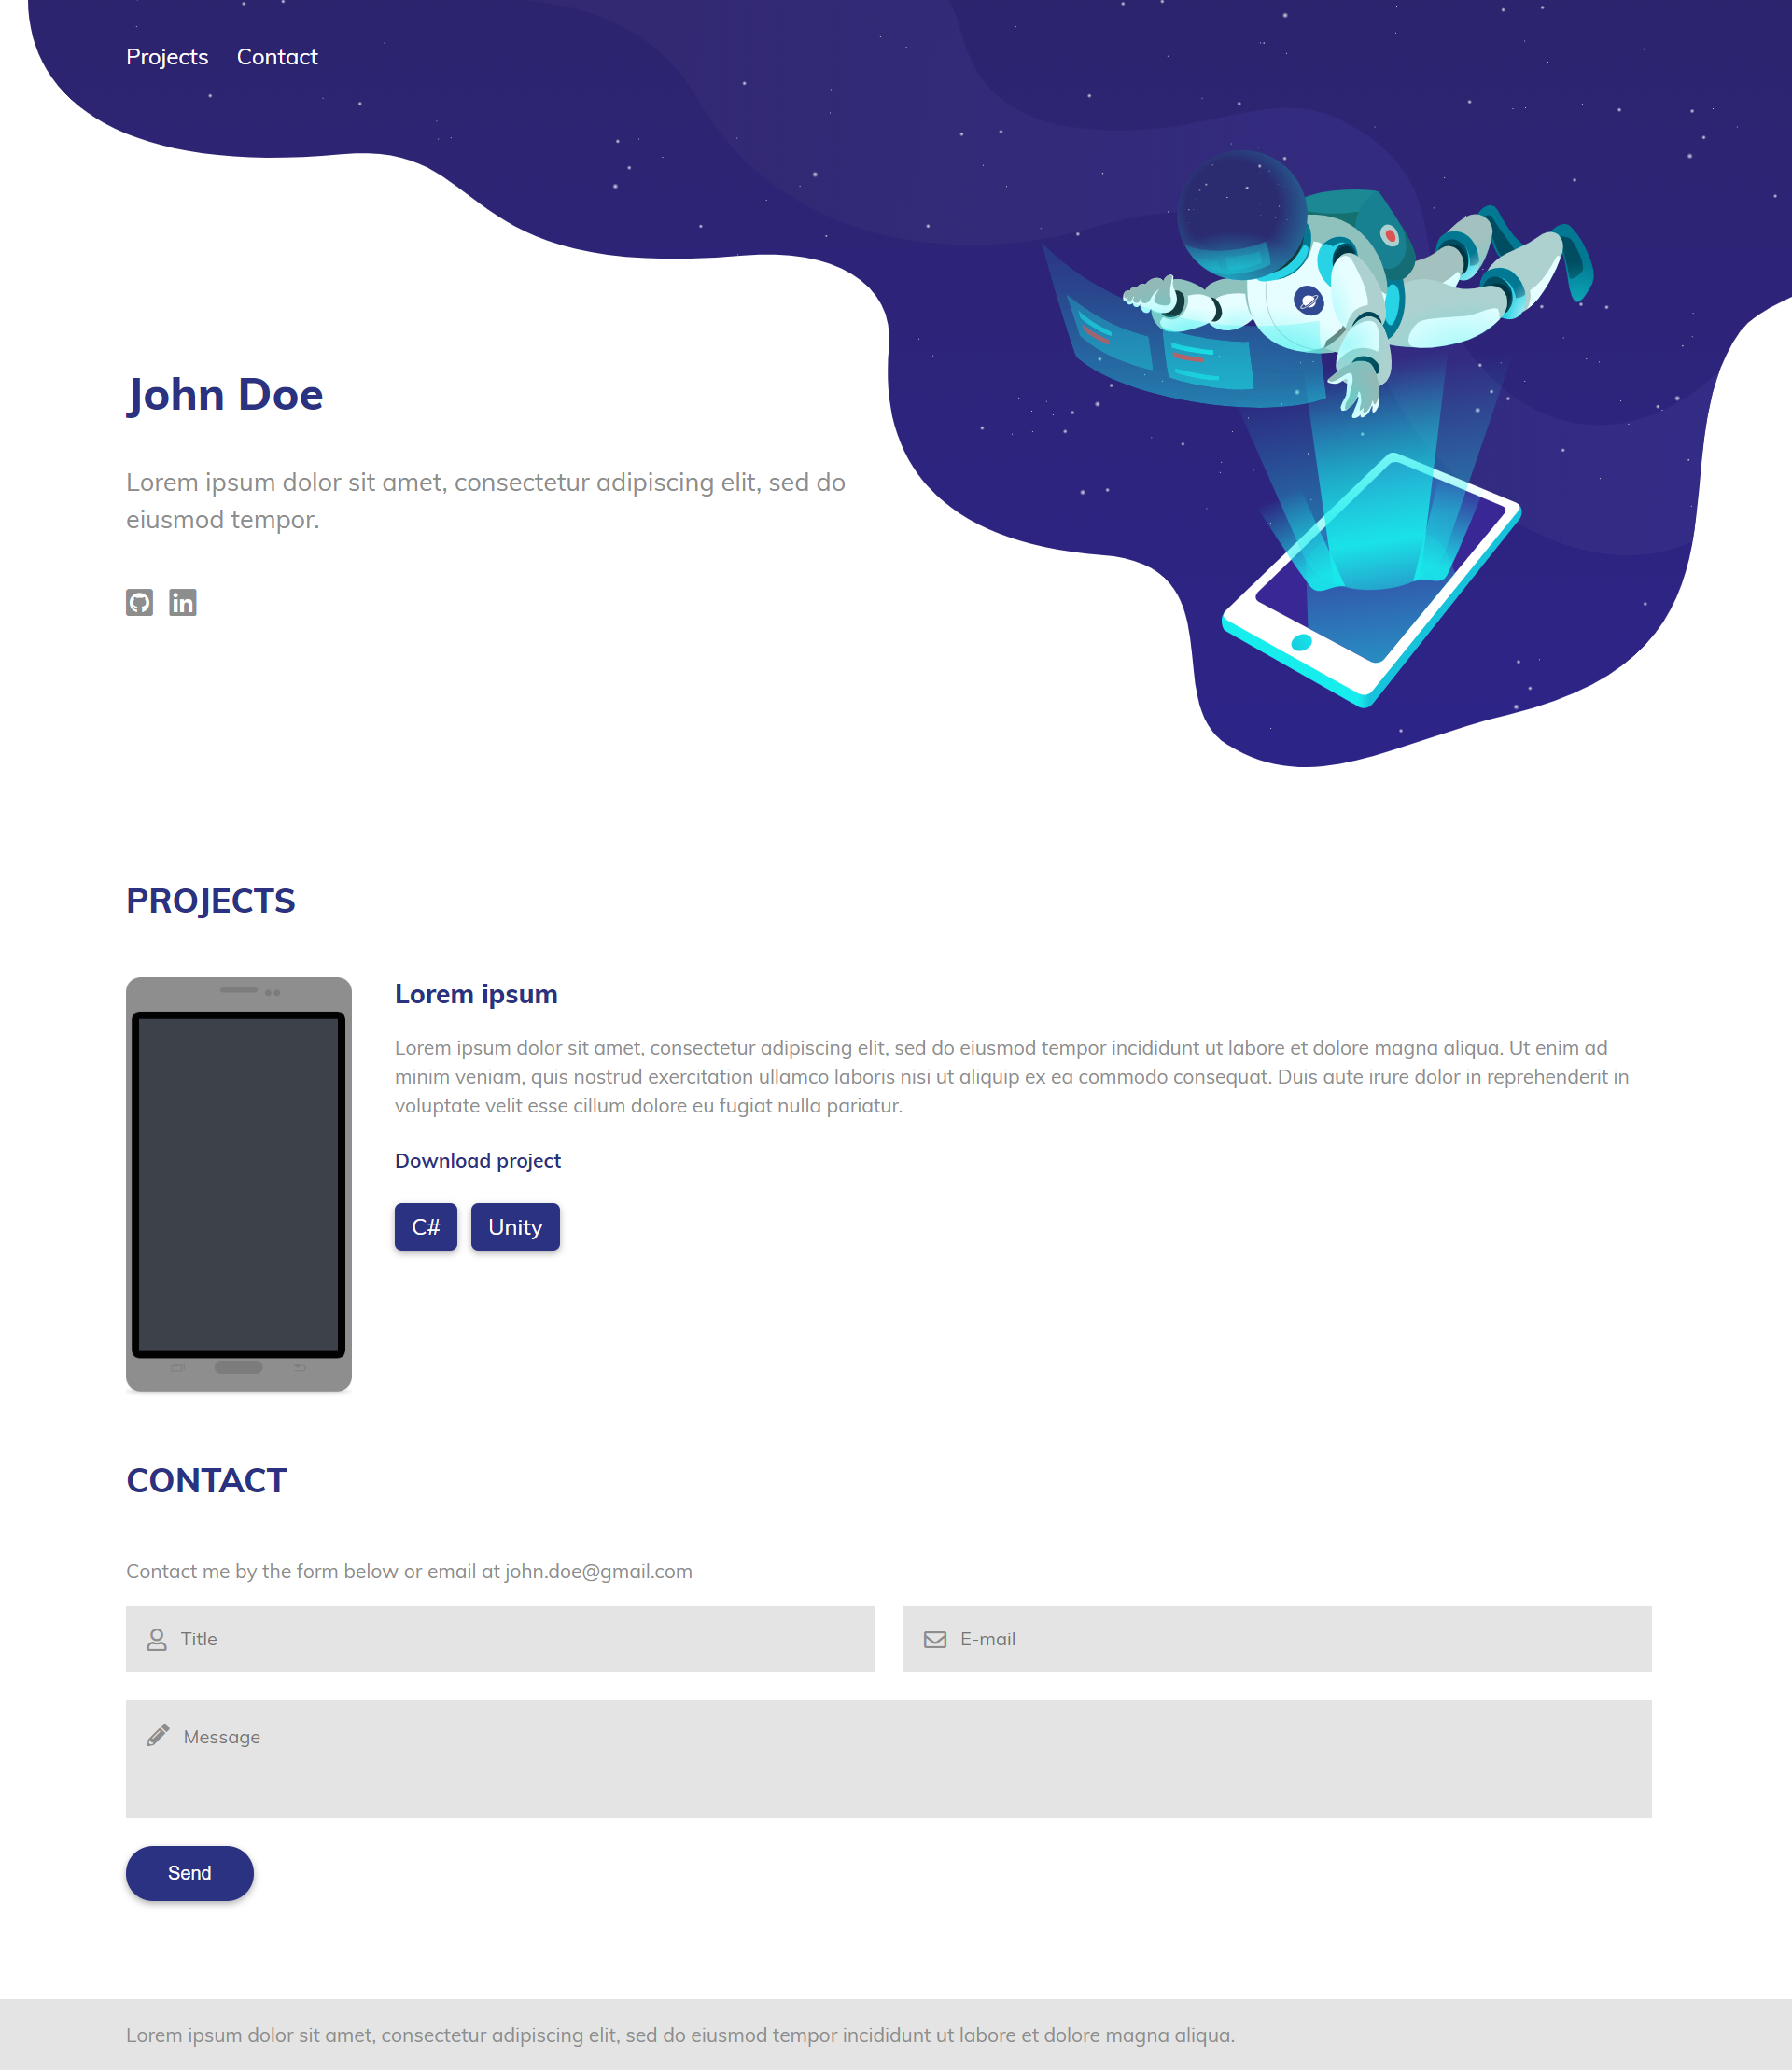 Projects Contact
John Doe
Lorem ipsum dolor sit amet, consectetur adipiscing elit, sed do
eiusmod tempor.
in
PROJECTS
Lorem ipsum
Lorem ipsum dolor sit amet, consectetur adipiscing elit, sed do eiusmod tempor incididunt ut labore et dolore magna aliqua. Ut enim ad
minim veniam, quis nostrud exercitation ullamco laboris nisi ut aliquip ex ea commodo consequat. Duis aute irure dolor in reprehenderit in
voluptate velit esse cillum dolore eu fugiat nulla pariatur.
Download project
C# Unity
CONTACT
Contact me by the form below or email at john.doe@gmail.com
Title E-mail
Message
Send
Lorem ipsum dolor sit amet, consectetur adipiscing elit, sed do eiusmod tempor incididunt ut labore et dolore magna aliqua.